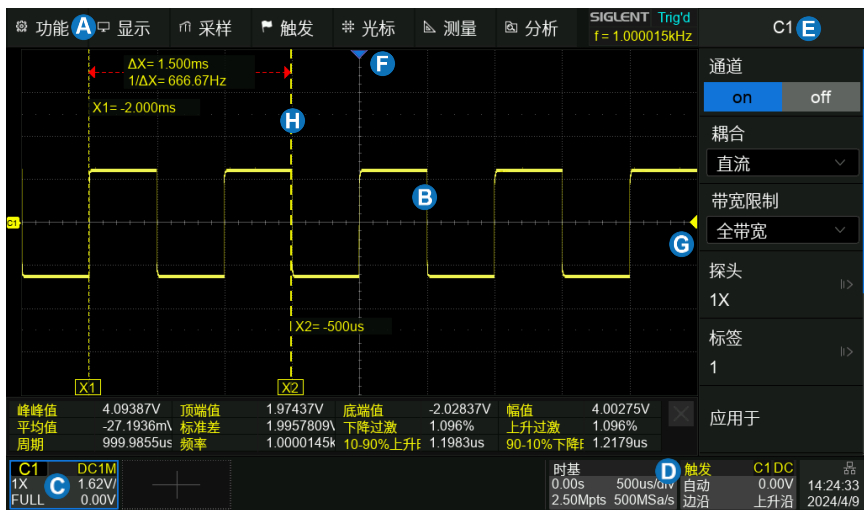 功能 A 显示 采样 触发 光标 测量 分析 SIGLENT Trig'd
f = 1.000015kHz
C1 E
ΔX= 1.500ms
1/ΔX= 666.67Hz
X1= -2.000ms
F
H
B
C1
G
X2= -500us
X1 X2
通道
on off
耦合
直流
带宽限制
全带宽
探头
1X
标签
1
应用于
峰峰值 4.09387V 顶端值 1.97437V 底端值 -2.02837V 幅值 4.00275V
平均值 -27.1936m 标准差 1.9957809 下降过激 1.096% 上升过激 1.096%
周期 999.9855us 频率 1.0000145k 10-90%上升 1.1983us 90-10%下降 1.2179us
C1 DC1M
1X C 1.62V/
FULL 0.00V
时基 D
0.00s 500us/div
2.50Mpts 500MSa/s
触发 C1 DC
自动 0.00V
边沿 上升沿
14:24:33
2024/4/9